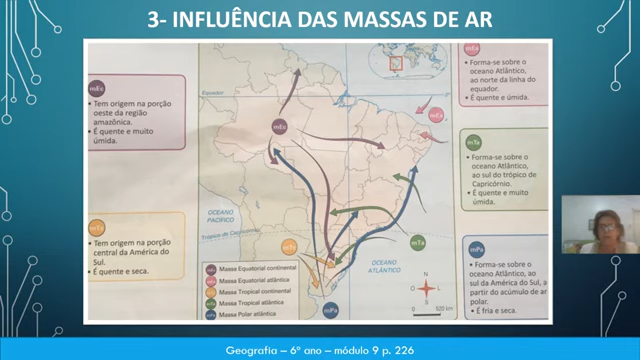 3- INFLUÊNCIA DAS MASSAS DE AR
mEc
• Tem origem na porção
oeste da região
amazônica.
• É quente e muito
úmida.
mTc
• Tem origem na porção
central da América do
Sul.
• É quente e seca.
Equador
mEc
mEa
OCEANO
PACÍFICO
Trópico de Capricórnio
mTc
mTa
OCEANO
ATLÂNTICO
mPa
Massa Equatorial continental
Massa Equatorial atlântica
Massa Tropical continental
Massa Tropical atlântica
Massa Polar atlântica
N
O
L
S
0 520 km
mEa
• Forma-se sobre o
oceano Atlântico,
ao norte da linha do
equador.
• É quente e úmida.
mTa
• Forma-se sobre o
oceano Atlântico,
ao sul do trópico de
Capricórnio.
• É quente e muito
úmida.
mPa
• Forma-se sobre o
oceano Atlântico, ao
sul da América do Sul, a
partir do acúmulo de ar
polar.
• É fria e seca.
Geografia – 6º ano – módulo 9 p. 226